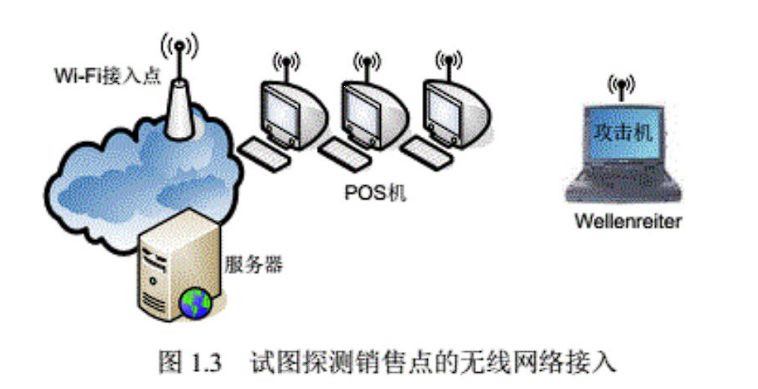 Wi-Fi接入点
攻击机
POS机
Wellenreiter
服务器
图 1.3 试图探测销售点的无线网络接入